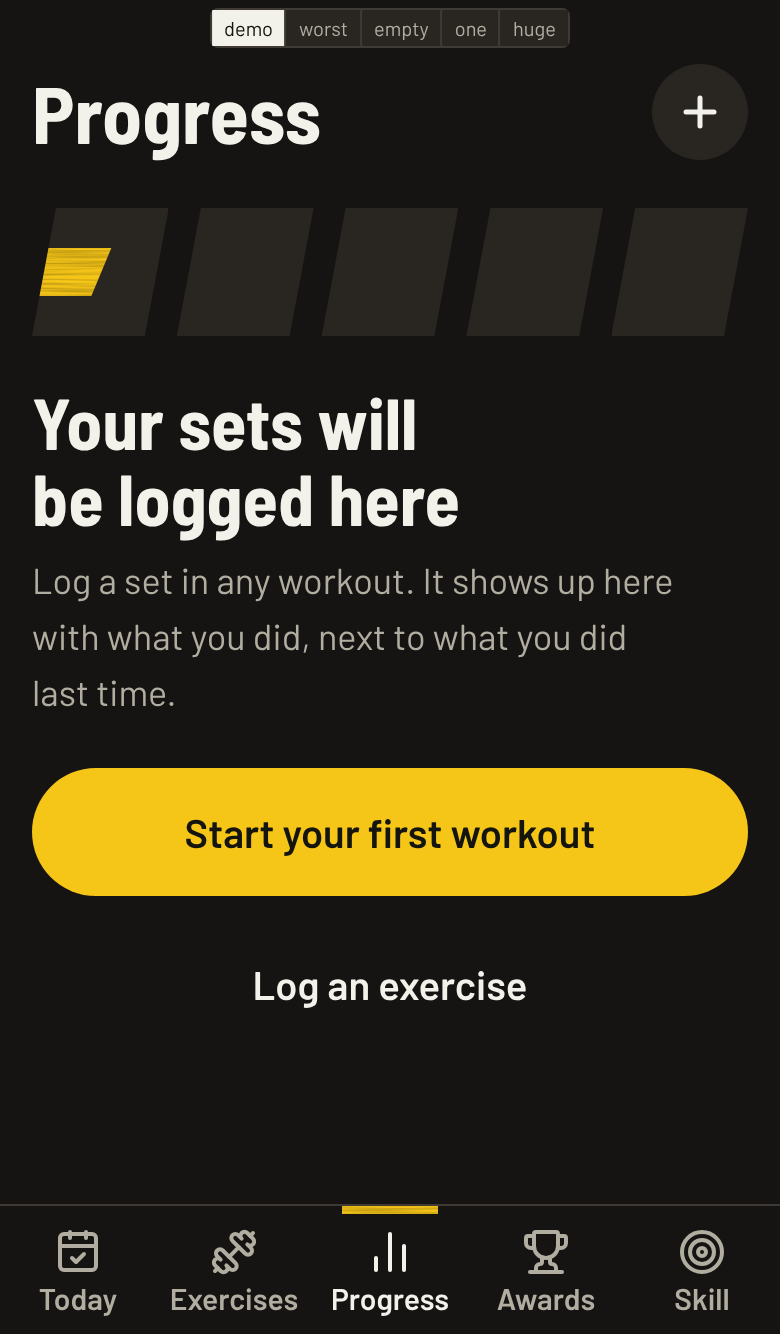 demo worst empty one huge
Progress
Your sets will
be logged here
Log a set in any workout. It shows up here
with what you did, next to what you did
last time.
Start your first workout
Log an exercise
Today Exercises Progress Awards Skill